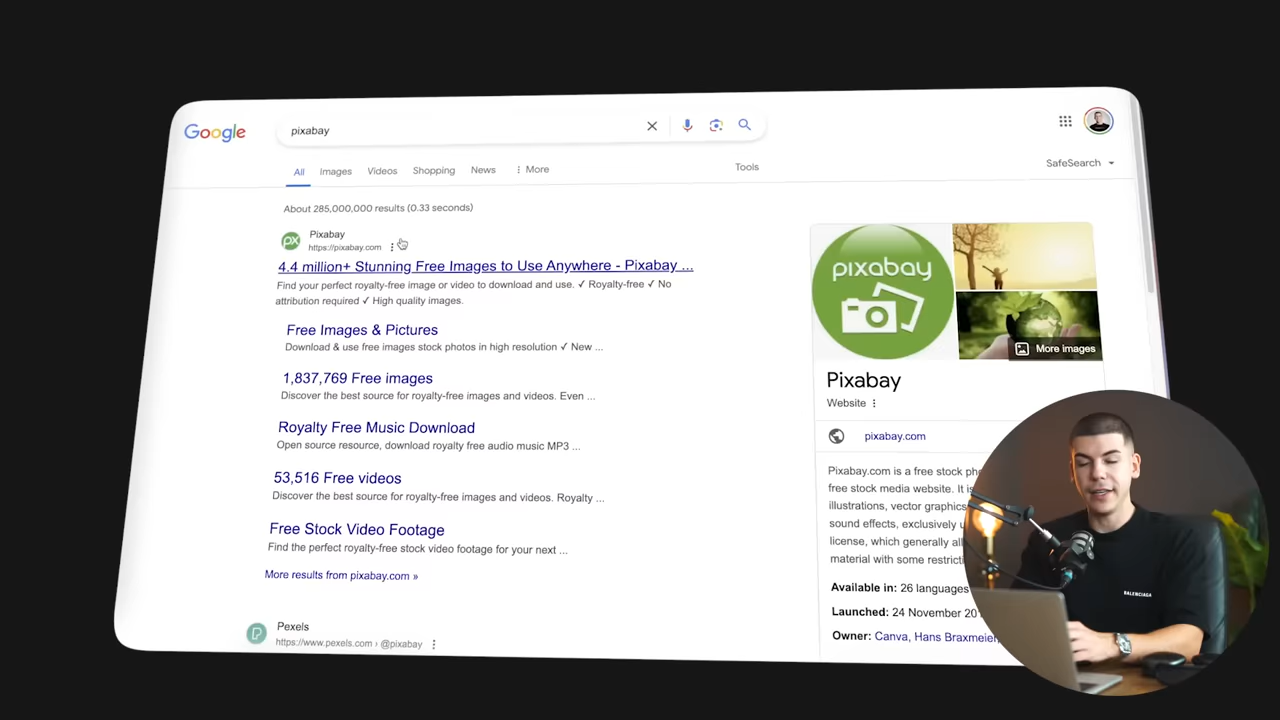 Google
pixabay
All Images Videos Shopping News More
Tools
SafeSearch
About 285,000,000 results (0.33 seconds)
px
Pixabay
https://pixabay.com
4.4 million+ Stunning Free Images to Use Anywhere - Pixabay ...
Find your perfect royalty-free image or video to download and use. ✓ Royalty-free ✓ No
attribution required ✓ High quality images.
Free Images & Pictures
Download & use free images stock photos in high resolution ✓ New ...
1,837,769 Free images
Discover the best source for royalty-free images and videos. Even ...
Royalty Free Music Download
Open source resource, download royalty free audio music MP3 ...
53,516 Free videos
Discover the best source for royalty-free images and videos. Royalty ...
Free Stock Video Footage
Find the perfect royalty-free stock video footage for your next ...
More results from pixabay.com »
Pexels
https://www.pexels.com › @pixabay
pixabay
More images
Pixabay
Website
pixabay.com
Pixabay.com is a free stock
free stock media website. It
illustrations, vector graphics
sound effects, exclusively
license, which generally
material with some
Available in: 26 languages
Launched: 24 November
Owner: Canva, Hans Braxmeier,
BALENCIAGA